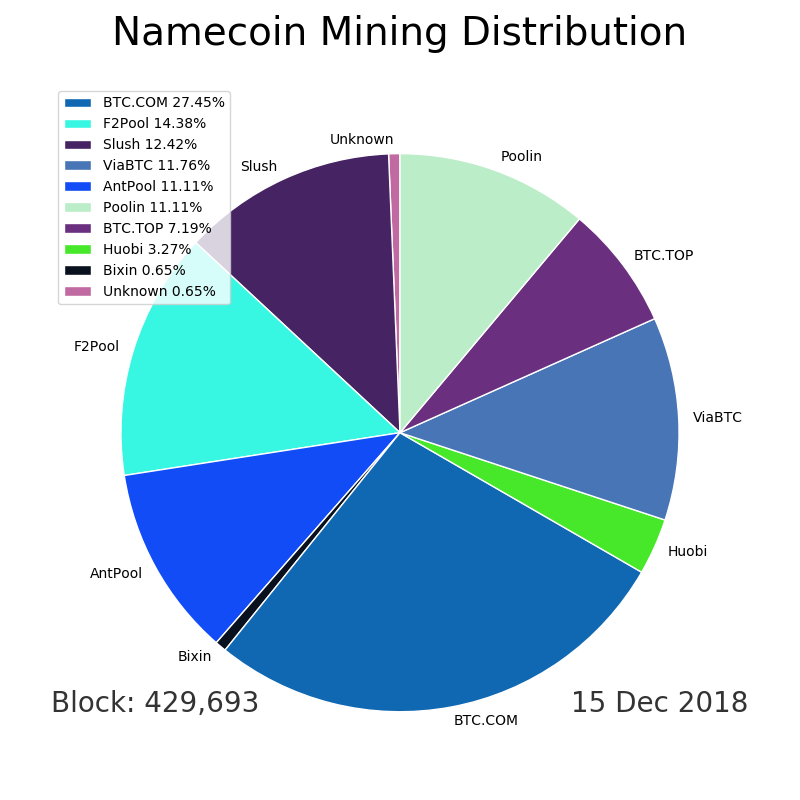 Namecoin Mining Distribution
BTC.COM 27.45%
F2Pool 14.38%
Slush 12.42%
ViaBTC 11.76%
AntPool 11.11%
Poolin 11.11%
BTC.TOP 7.19%
Huobi 3.27%
Bixin 0.65%
Unknown 0.65%
Unknown
Poolin
Slush
BTC.TOP
F2Pool
ViaBTC
Huobi
AntPool
Bixin
BTC.COM
Block: 429,693
15 Dec 2018